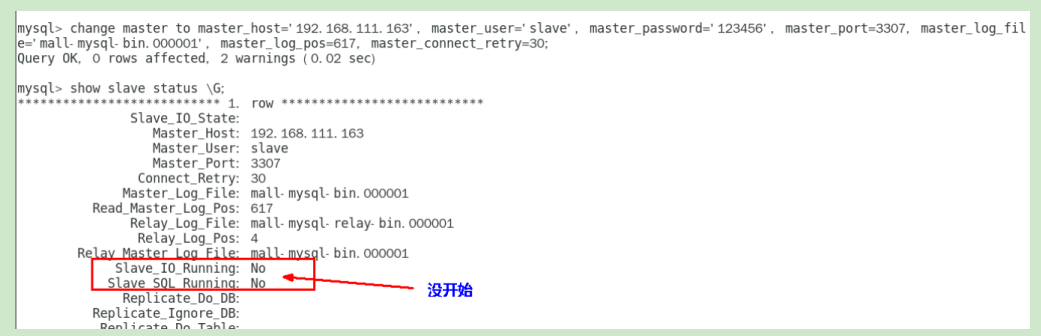 mysql> change master to master_host='192.168.111.163', master_user='slave', master_password='123456', master_port=3307, master_log_fil
e='mall-mysql-bin.000001', master_log_pos=617, master_connect_retry=30;
Query OK, 0 rows affected, 2 warnings (0.02 sec)
mysql> show slave status \G;
*************************** 1. row ***************************
Slave_IO_State:
Master_Host: 192.168.111.163
Master_User: slave
Master_Port: 3307
Connect_Retry: 30
Master_Log_File: mall-mysql-bin.000001
Read_Master_Log_Pos: 617
Relay_Log_File: mall-mysql-relay-bin.000001
Relay_Log_Pos: 4
Relay_Master_Log_File: mall-mysql-bin.000001
Slave_IO_Running: No
Slave_SQL_Running: No
没开始
Replicate_Do_DB:
Replicate_Ignore_DB:
Replicate_Do_Table: